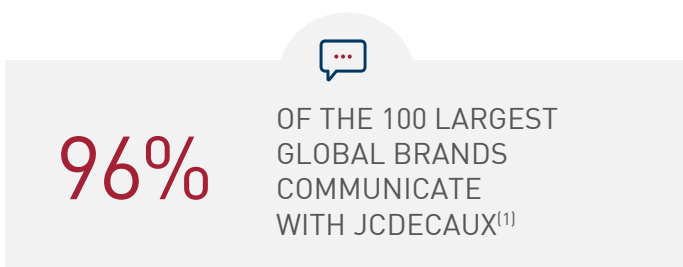 96%
OF THE 100 LARGEST
GLOBAL BRANDS
COMMUNICATE
WITH JCDECAUX(1)